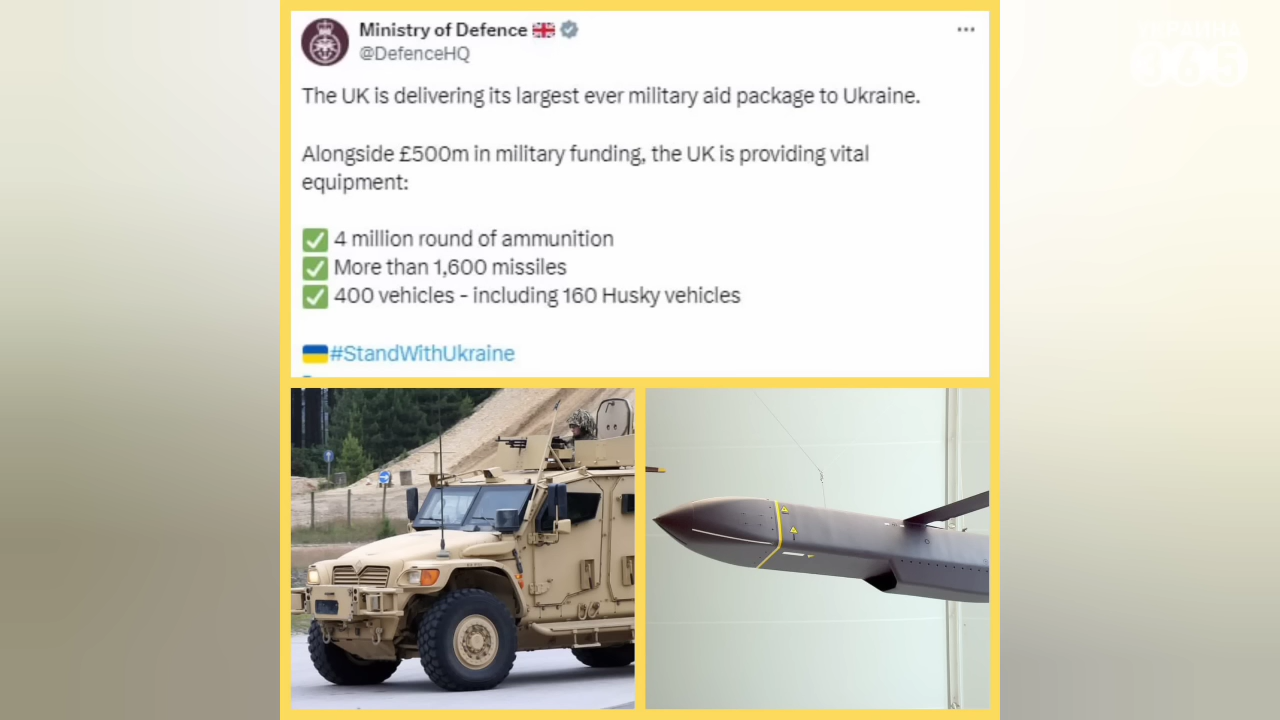 Ministry of Defence 🇬🇧
@DefenceHQ
УКРАИНА
365
The UK is delivering its largest ever military aid package to Ukraine.
Alongside £500m in military funding, the UK is providing vital
equipment:
✅ 4 million round of ammunition
✅ More than 1,600 missiles
✅ 400 vehicles - including 160 Husky vehicles
🇺🇦#StandWithUkraine